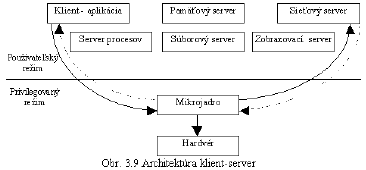 Klient- aplikácia Pamäťový server Sieťový server
Server procesov Súborový server Zobrazovací server
Používateľský
režim
Privilegovaný
režim
Mikrojadro
Hardvér
Obr. 3.9 Architektúra klient-server